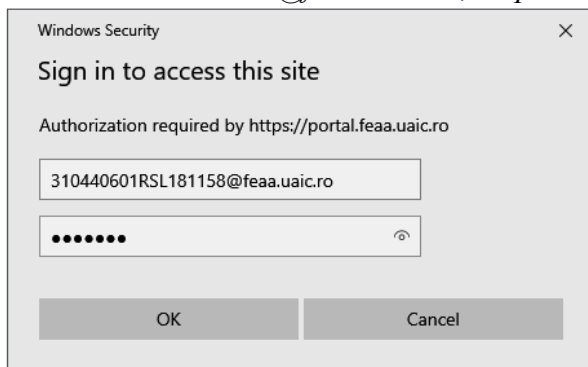 Windows Security
Sign in to access this site
Authorization required by https://portal.feaa.uaic.ro
310440601RSL181158@feaa.uaic.ro
•••••••
OK Cancel